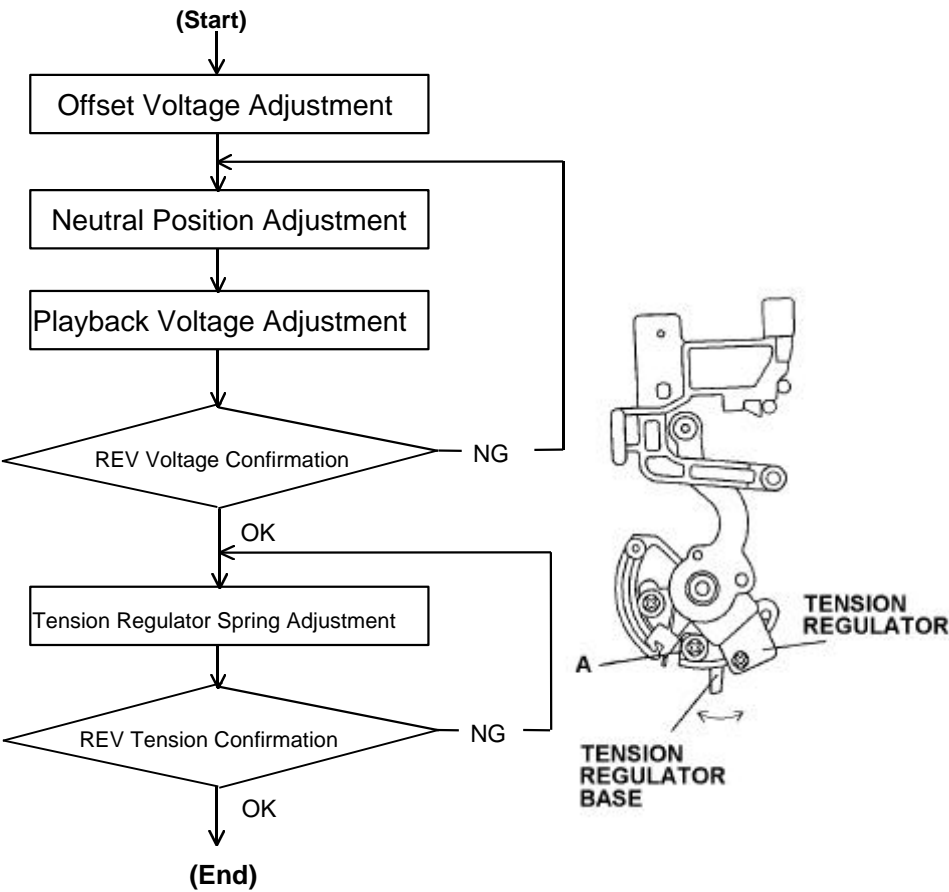 (Start)
Offset Voltage Adjustment
Neutral Position Adjustment
Playback Voltage Adjustment
REV Voltage Confirmation
NG
OK
Tension Regulator Spring Adjustment
REV Tension Confirmation
NG
OK
(End)
TENSION
REGULATOR
A
TENSION
REGULATOR
BASE